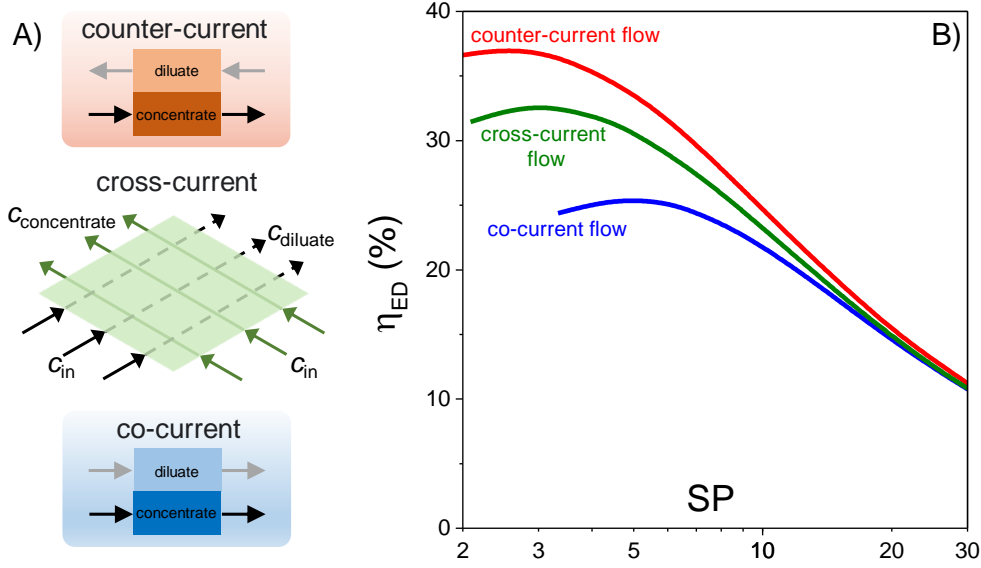 A)
counter-current
diluate
concentrate
cross-current
cconcentrate
cdiluate
cin
cin
co-current
diluate
concentrate
B)
counter-current flow
cross-current
flow
co-current flow
ηED (%)
40
30
20
10
0
SP
2
3
5
10
20
30